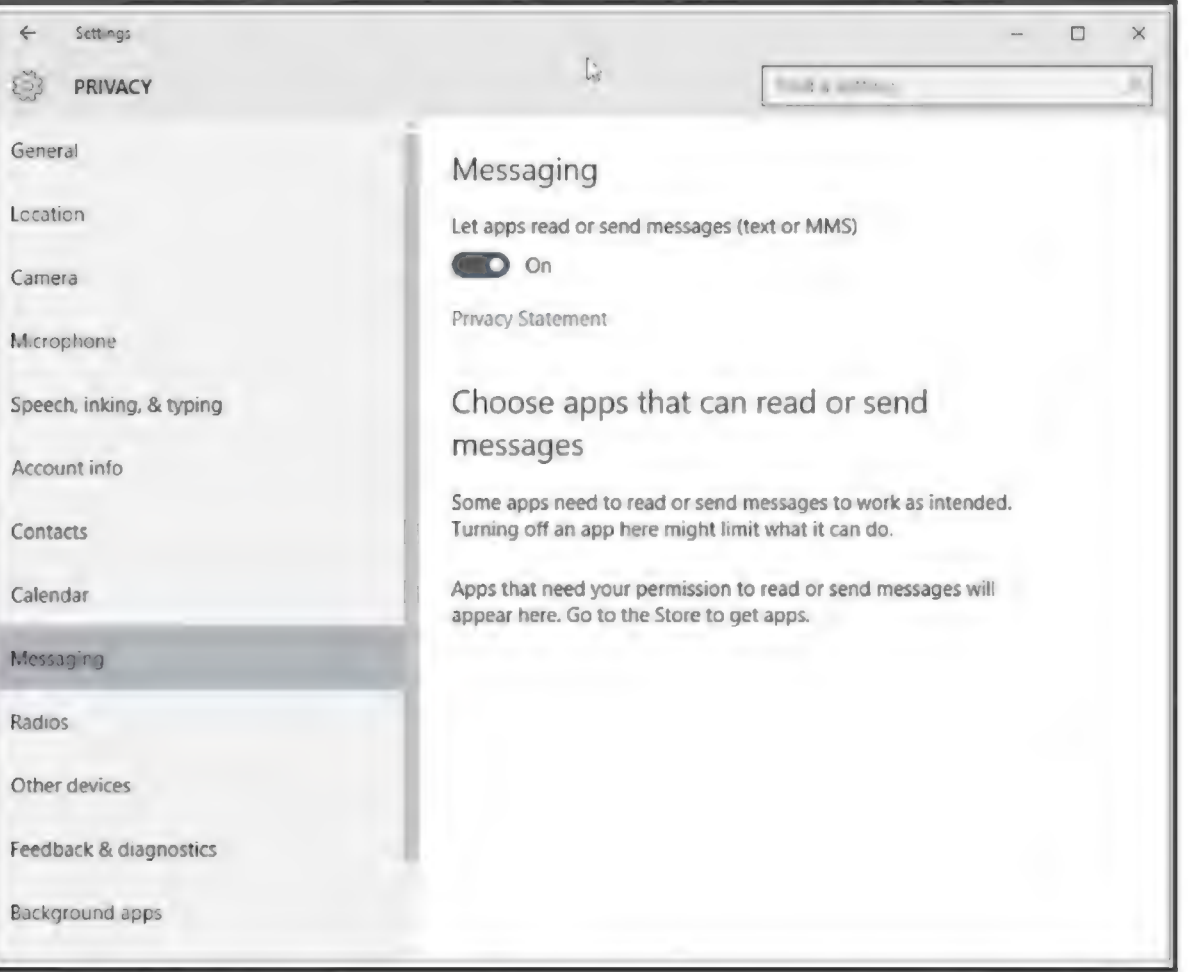 Settings
PRIVACY
General
Location
Camera
Microphone
Speech, inking, & typing
Account info
Contacts
Calendar
Messaging
Radios
Other devices
Feedback & diagnostics
Background apps
Messaging
Let apps read or send messages (text or MMS)
On
Privacy Statement
Choose apps that can read or send
messages
Some apps need to read or send messages to work as intended.
Turning off an app here might limit what it can do.
Apps that need your permission to read or send messages will
appear here. Go to the Store to get apps.